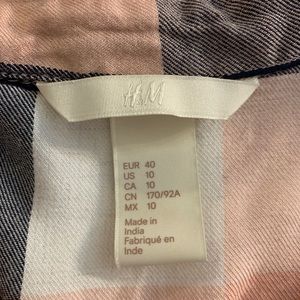 H&M
EUR 40
US 10
CA 10
CN 170/92A
MX 10
Made in
India
Fabriqué en
Inde